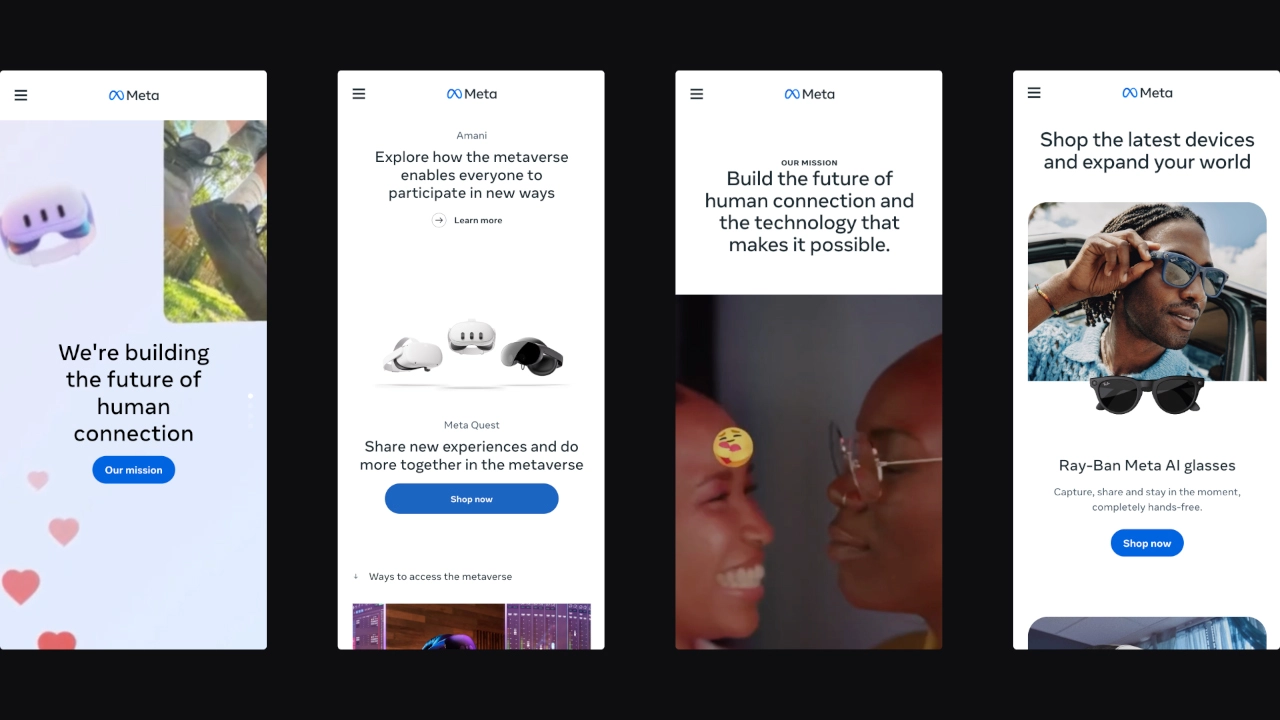 Meta
We're building
the future of
human
connection
Our mission
Meta
Amani
Explore how the metaverse
enables everyone to
participate in new ways
Learn more
Meta Quest
Share new experiences and do
more together in the metaverse
Shop now
Ways to access the metaverse
Meta
OUR MISSION
Build the future of
human connection and
the technology that
makes it possible.
Meta
Shop the latest devices
and expand your world
Ray-Ban Meta AI glasses
Capture, share and stay in the moment,
completely hands-free.
Shop now